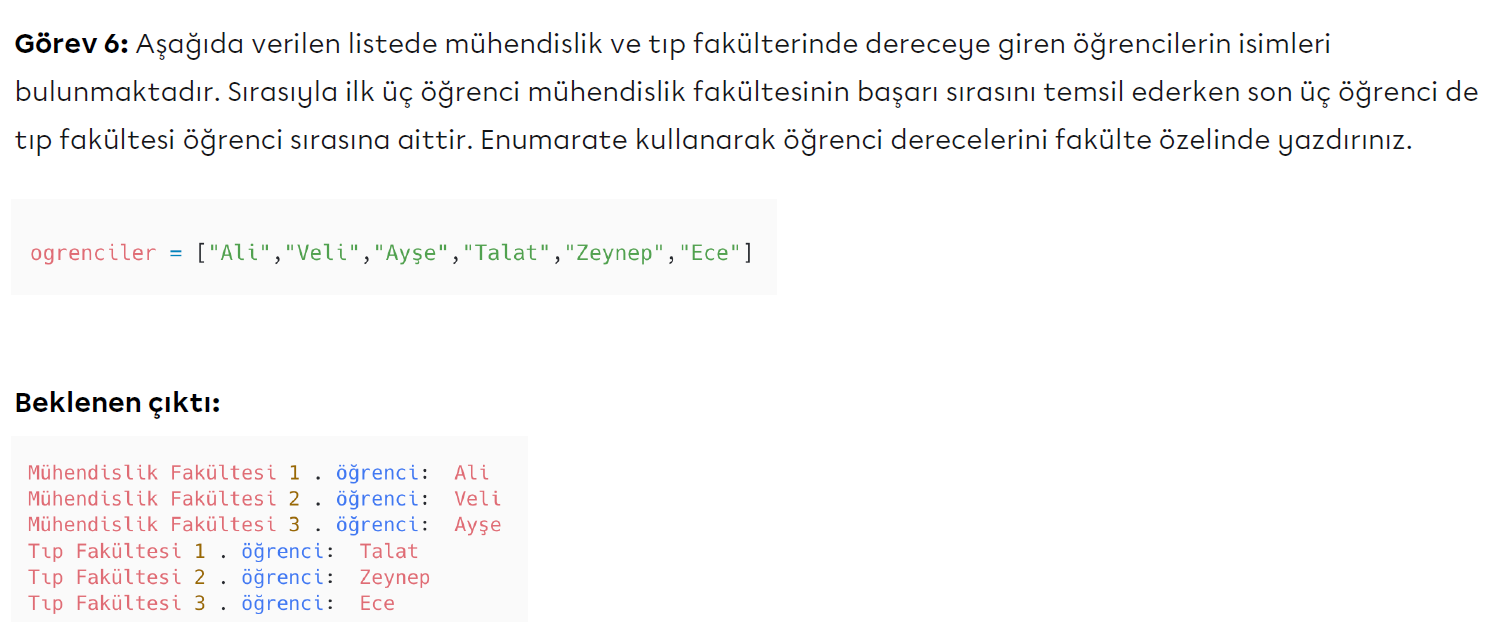 Görev 6: Aşağıda verilen listede mühendislik ve tıp fakülterinde dereceye giren öğrencilerin isimleri
bulunmaktadır. Sırasıyla ilk üç öğrenci mühendislik fakültesinin başarı sırasını temsil ederken son üç öğrenci de
tıp fakültesi öğrenci sırasına aittir. Enumarate kullanarak öğrenci derecelerini fakülte özelinde yazdırınız.
ogrenciler = ["Ali","Veli","Ayşe","Talat","Zeynep","Ece"]
Beklenen çıktı:
Mühendislik Fakültesi 1 . öğrenci:  Ali
Mühendislik Fakültesi 2 . öğrenci:  Veli
Mühendislik Fakültesi 3 . öğrenci:  Ayşe
Tıp Fakültesi 1 . öğrenci:  Talat
Tıp Fakültesi 2 . öğrenci:  Zeynep
Tıp Fakültesi 3 . öğrenci:  Ece